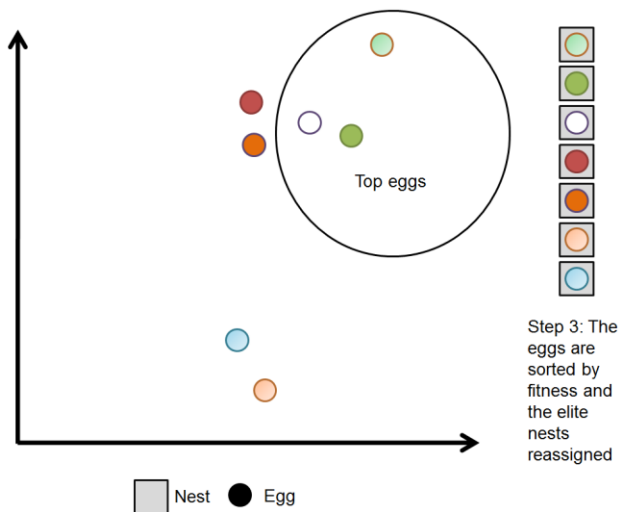 Top eggs
Step 3: The
eggs are
sorted by
fitness and
the elite
nests
reassigned
Nest
Egg